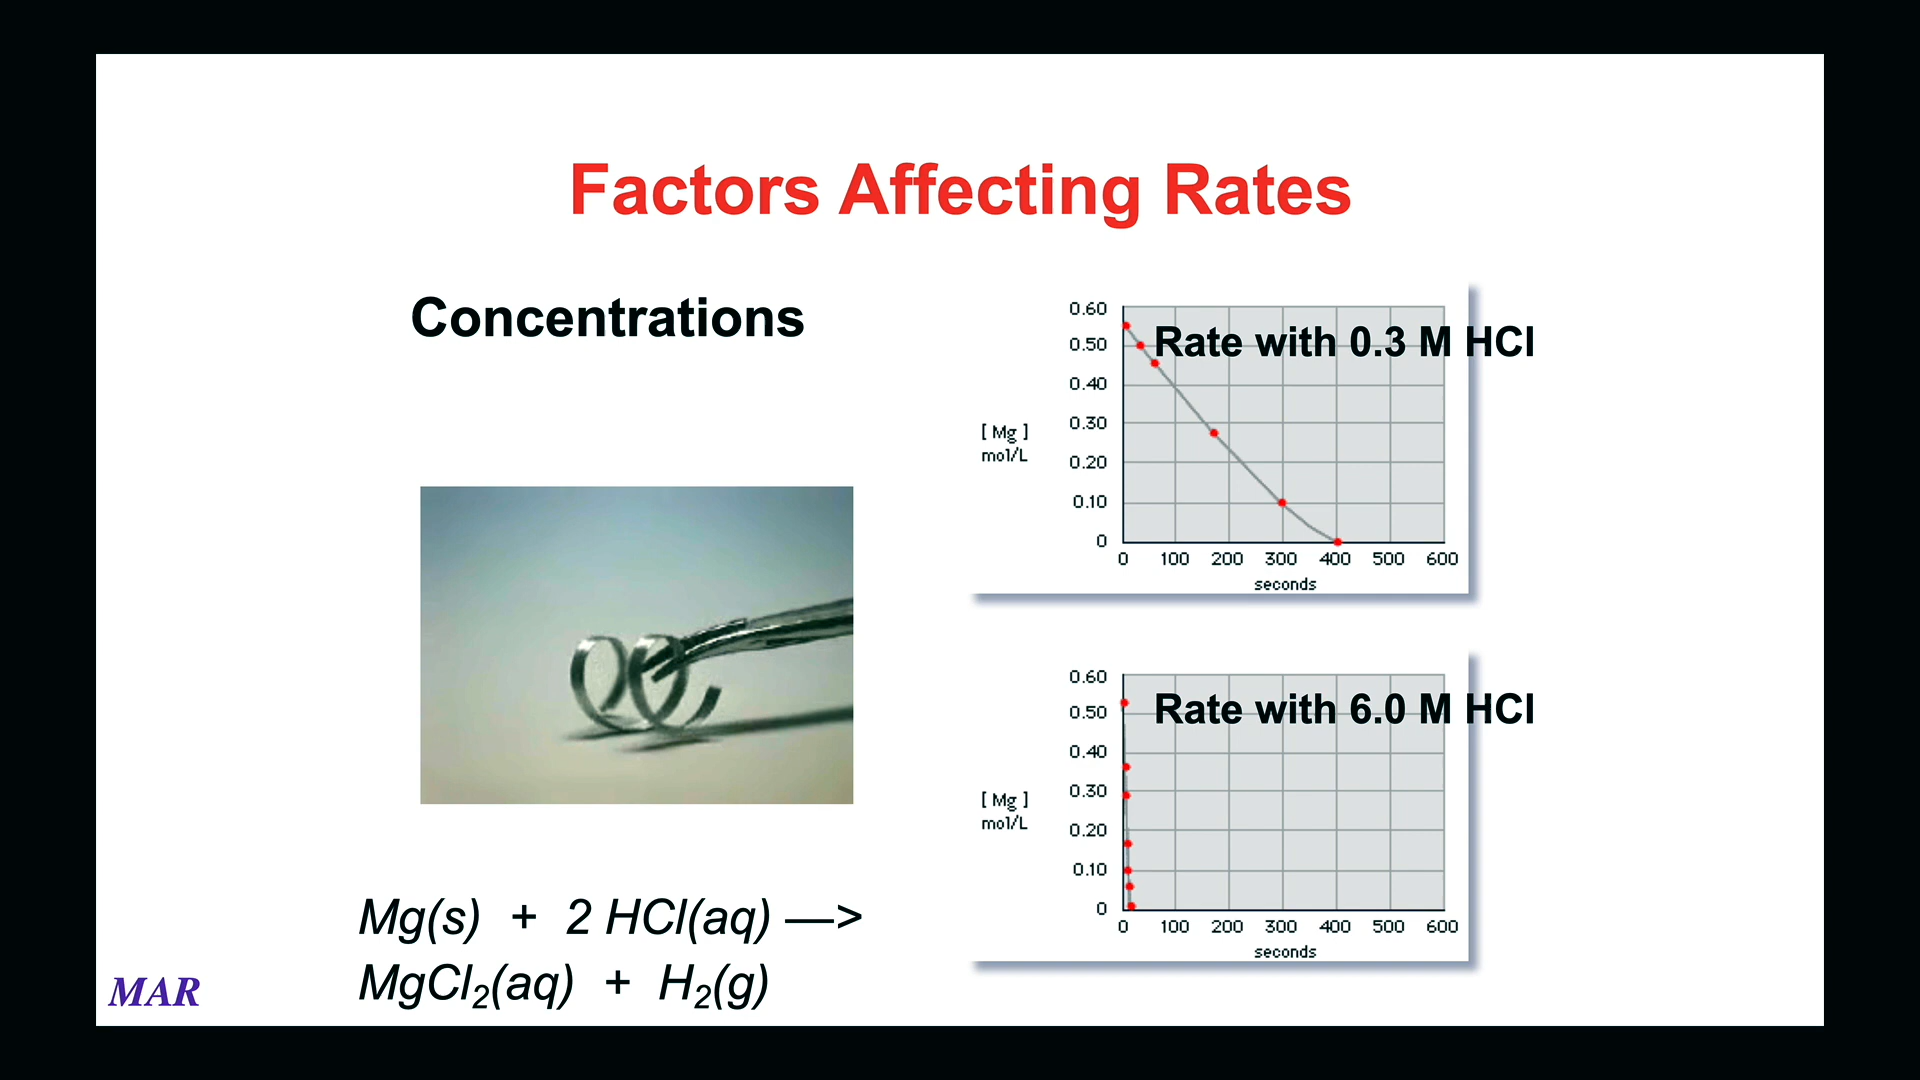 Factors Affecting Rates
Concentrations
Mg(s) + 2 HCl(aq) —>
MgCl₂(aq) + H₂(g)
MAR
Rate with 0.3 M HCl
[ Mg ]
mol/L
0.60
0.50
0.40
0.30
0.20
0.10
0
0 100 200 300 400 500 600
seconds
Rate with 6.0 M HCl
[ Mg ]
mol/L
0.60
0.50
0.40
0.30
0.20
0.10
0
0 100 200 300 400 500 600
seconds